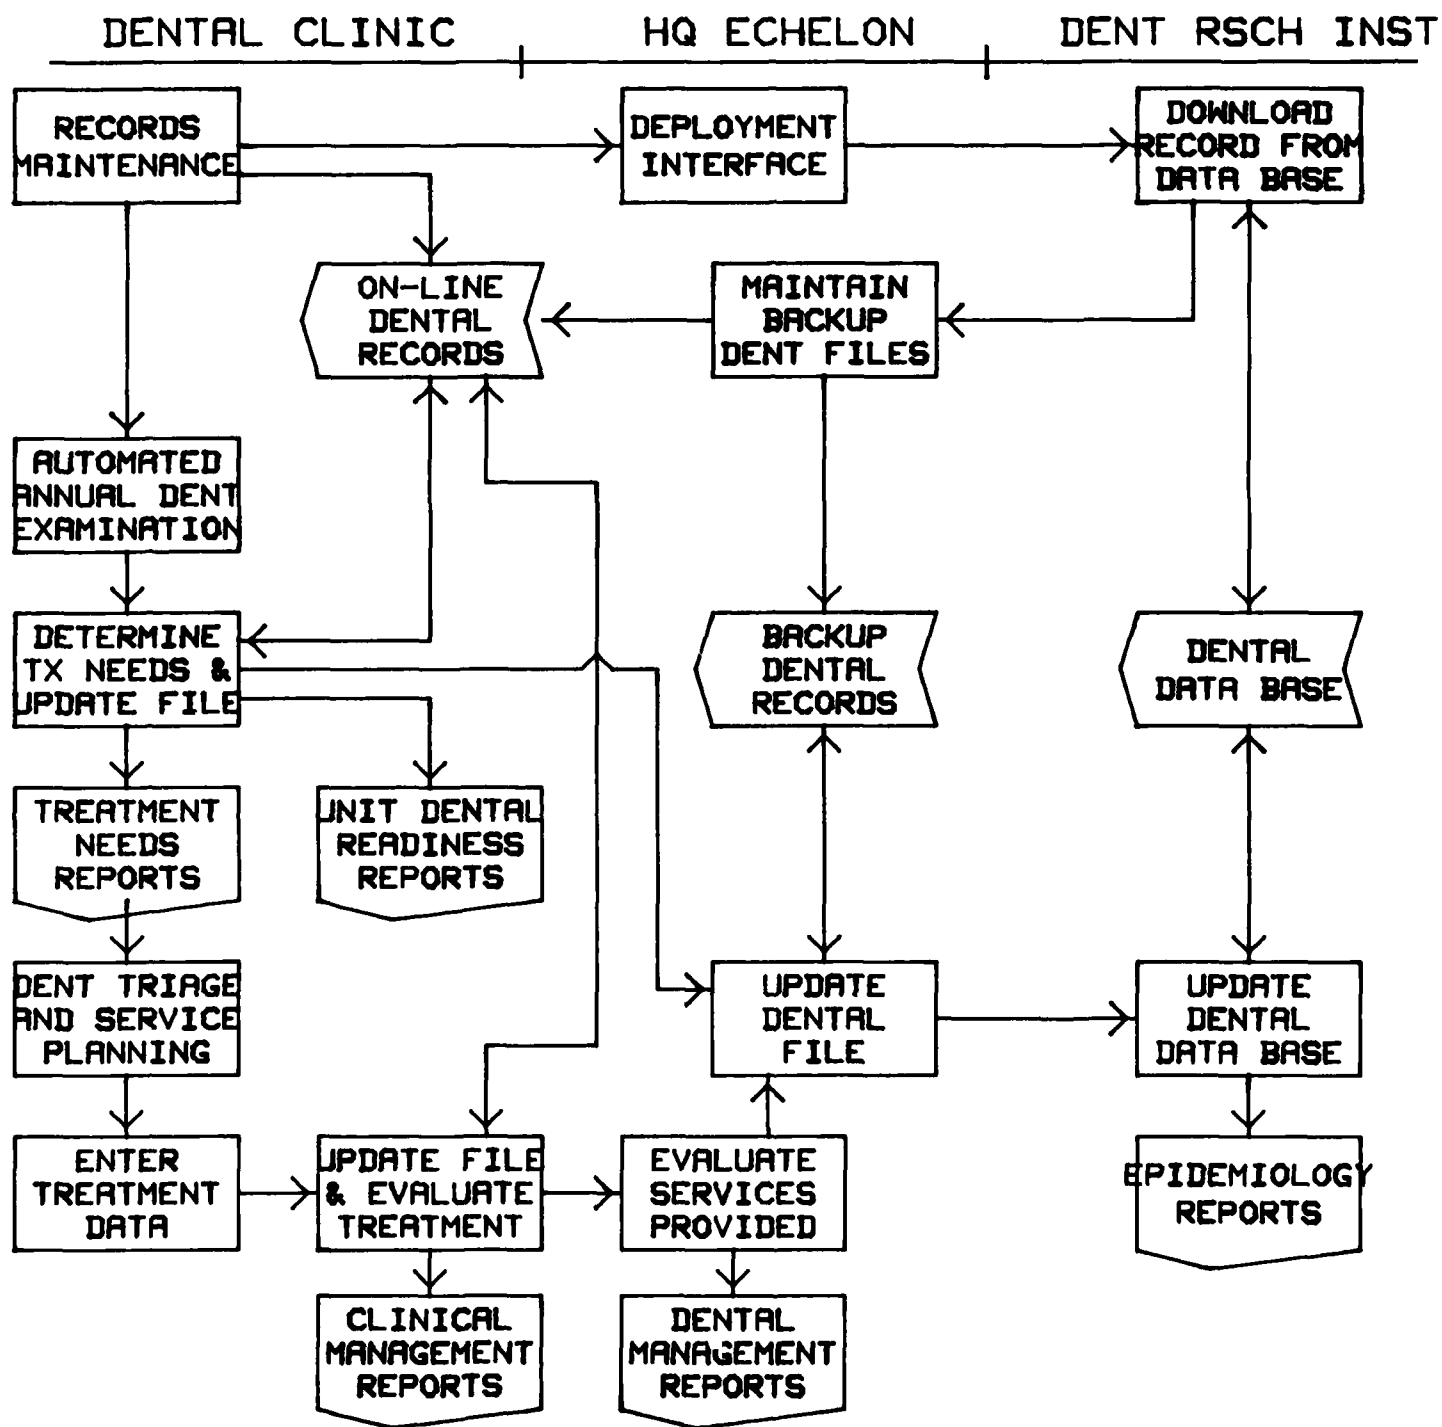 DENTAL CLINIC
HQ ECHELON
DENT RSCH INST
RECORDS
MAINTENANCE
DEPLOYMENT
INTERFACE
DOWNLOAD
RECORD FROM
DATA BASE
ON-LINE
DENTAL
RECORDS
MAINTAIN
BACKUP
DENT FILES
AUTOMATED
ANNUAL DENT
EXAMINATION
DETERMINE
TX NEEDS &
UPDATE FILE
BACKUP
DENTAL
RECORDS
DENTAL
DATA BASE
TREATMENT
NEEDS
REPORTS
UNIT DENTAL
READINESS
REPORTS
DENT TRIAGE
AND SERVICE
PLANNING
UPDATE
DENTAL
FILE
UPDATE
DENTAL
DATA BASE
ENTER
TREATMENT
DATA
UPDATE FILE
& EVALUATE
TREATMENT
EVALUATE
SERVICES
PROVIDED
EPIDEMIOLOGY
REPORTS
CLINICAL
MANAGEMENT
REPORTS
DENTAL
MANAGEMENT
REPORTS